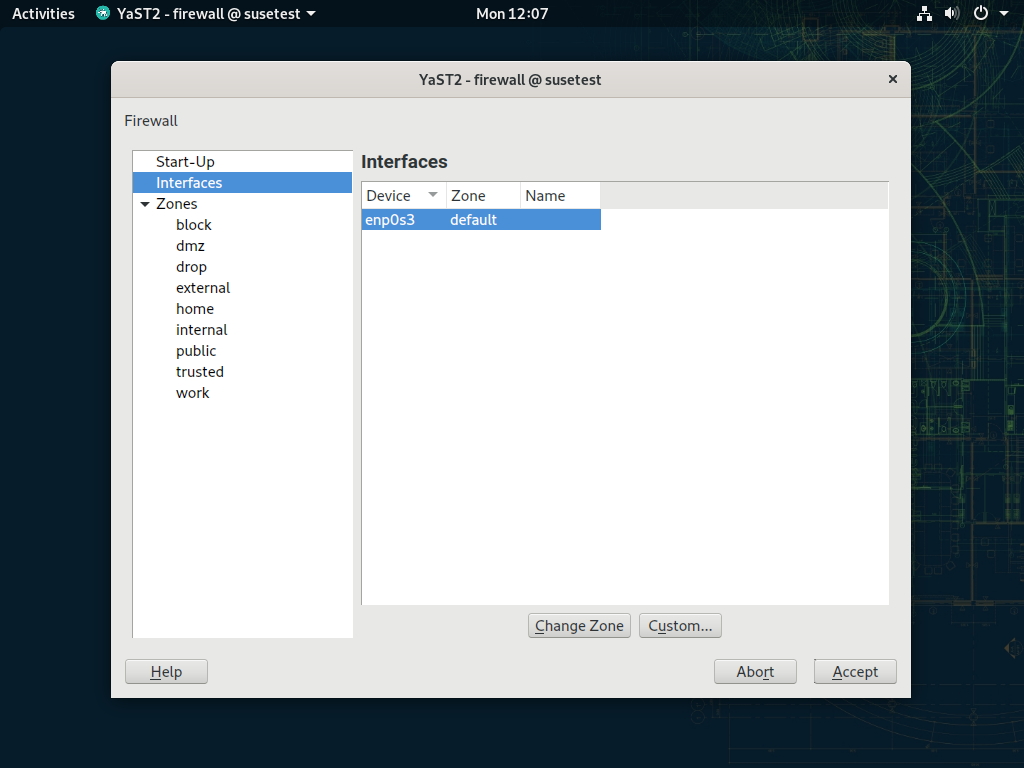 Activities YaST2 - firewall @ susetest Mon 12:07
YaST2 - firewall @ susetest
Firewall
Start-Up
Interfaces
Zones
block
dmz
drop
external
home
internal
public
trusted
work
Interfaces
Device Zone Name
enp0s3 default
Change Zone Custom...
Help Abort Accept